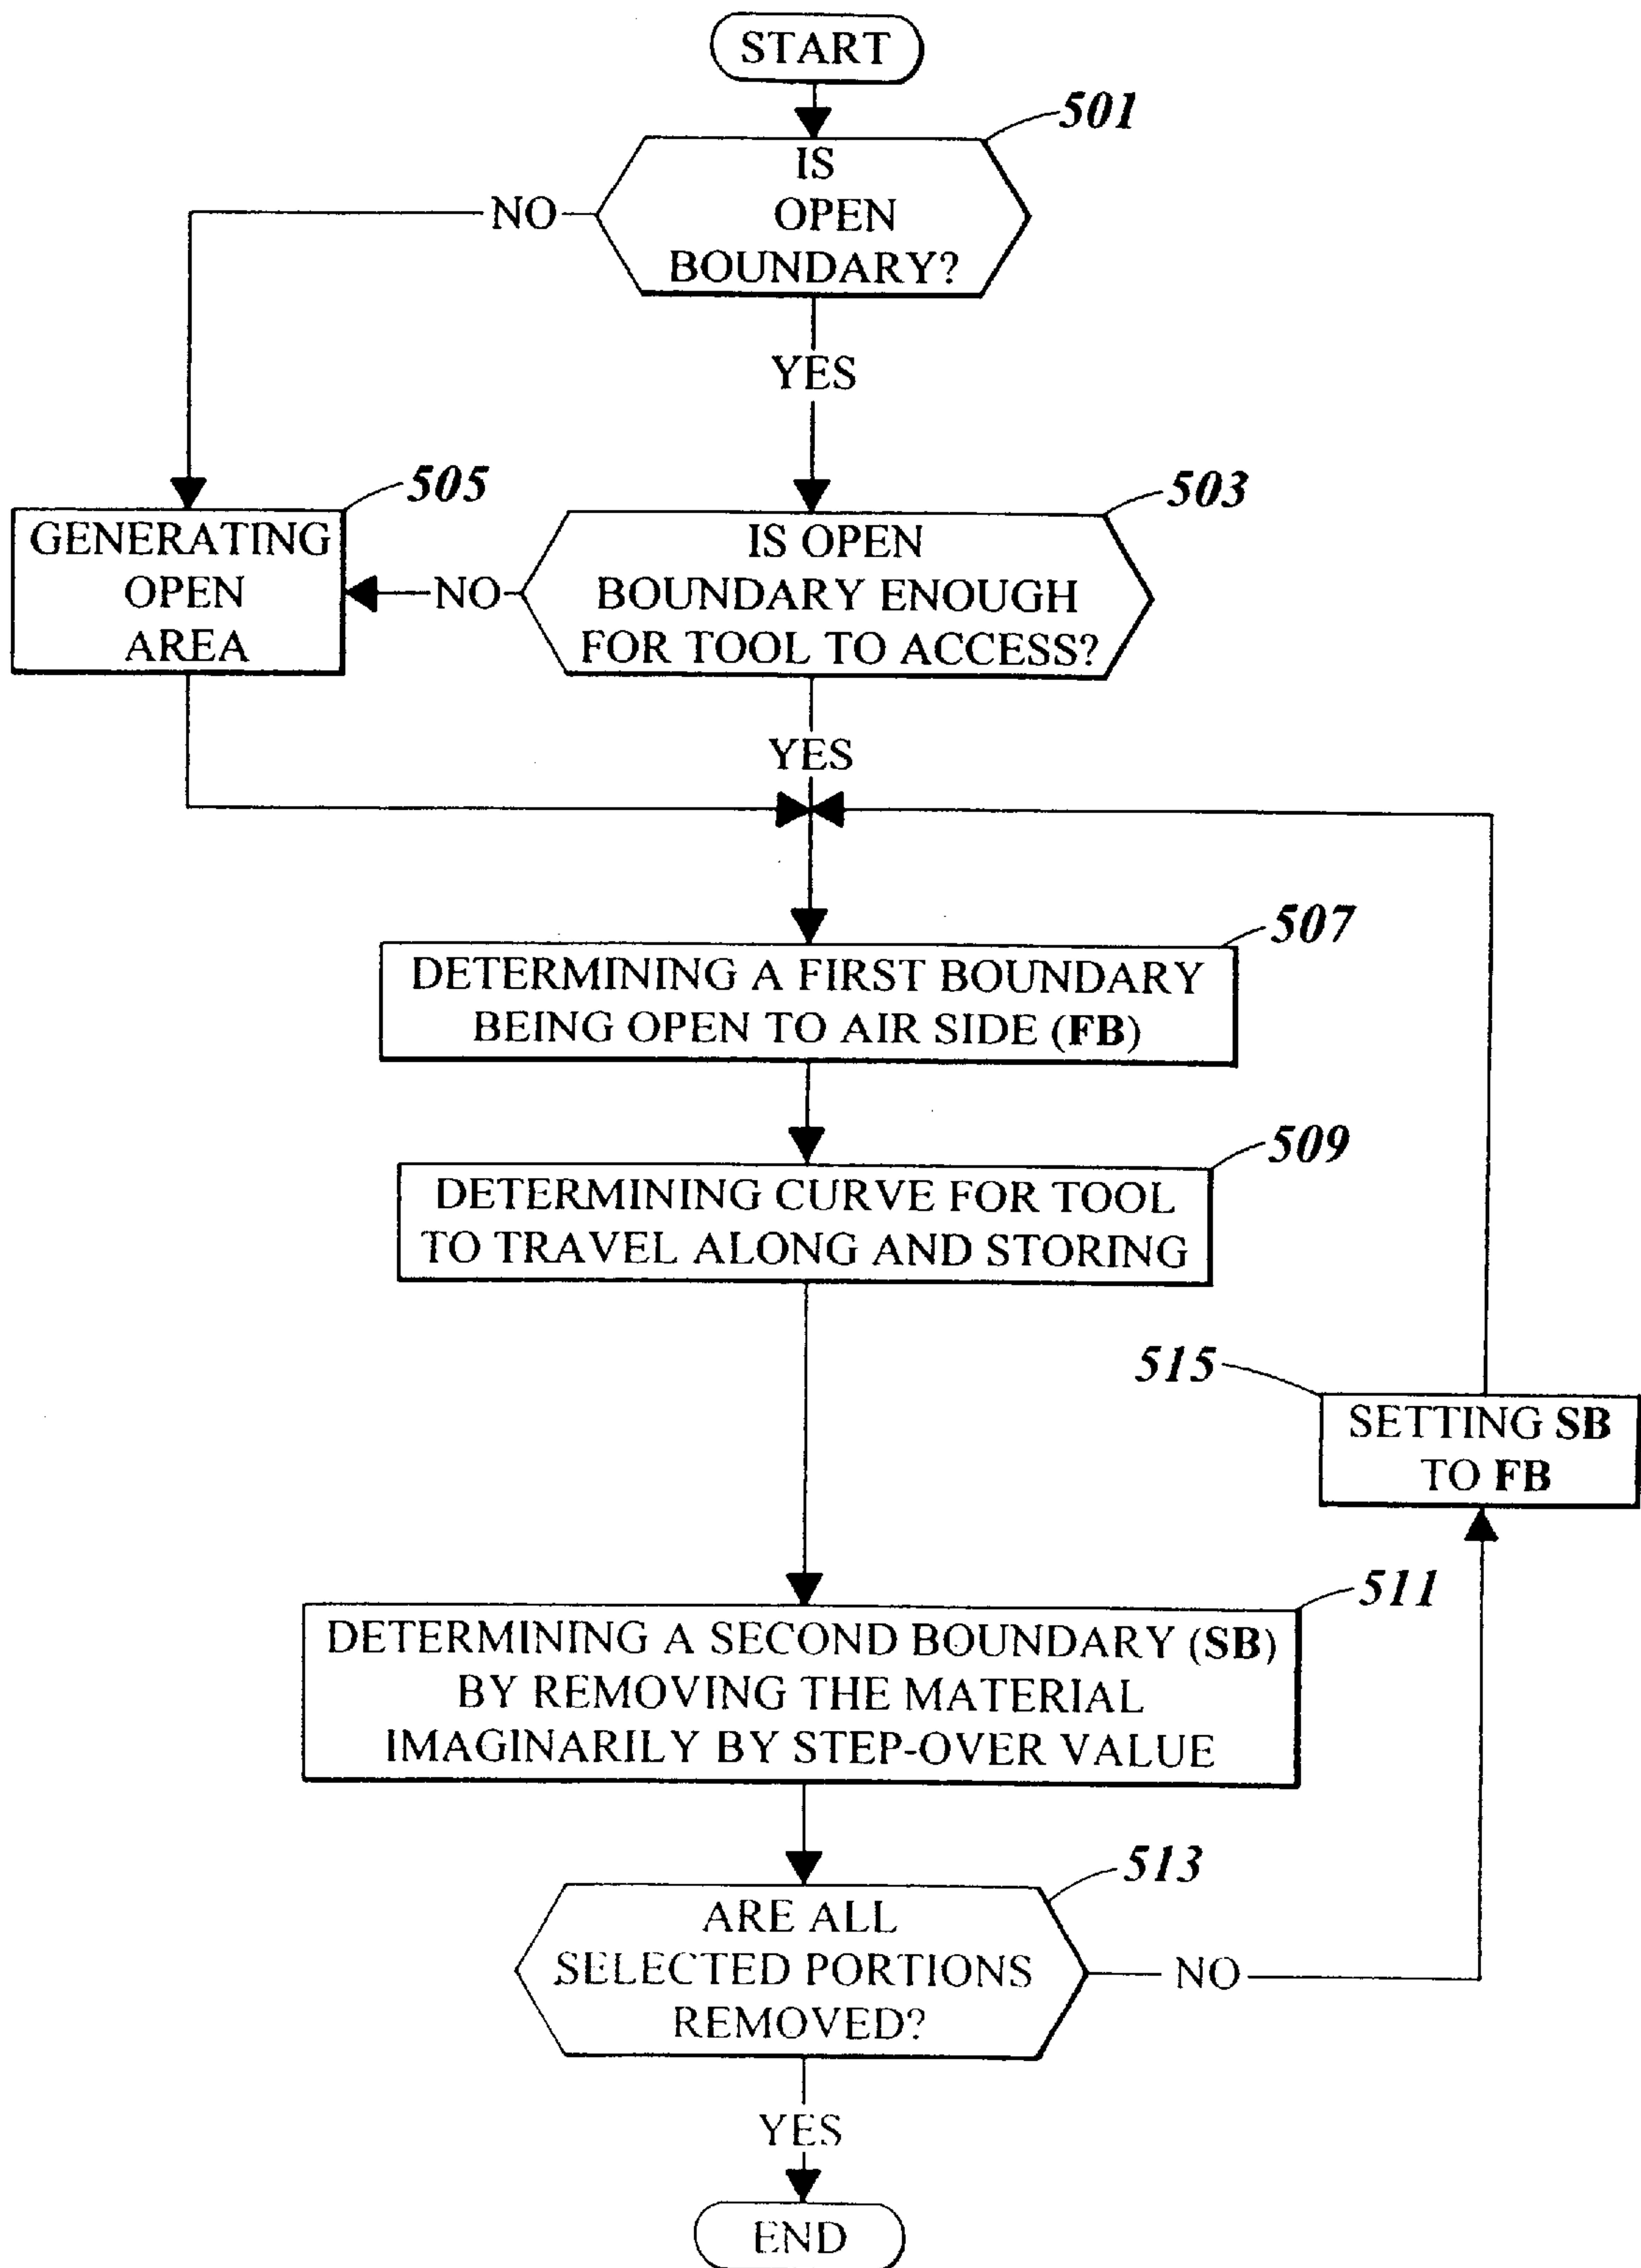 START
501
IS
OPEN
BOUNDARY?
NO
YES
505
GENERATING
OPEN
AREA
NO
503
IS OPEN
BOUNDARY ENOUGH
FOR TOOL TO ACCESS?
YES
507
DETERMINING A FIRST BOUNDARY
BEING OPEN TO AIR SIDE (FB)
509
DETERMINING CURVE FOR TOOL
TO TRAVEL ALONG AND STORING
515
SETTING SB
TO FB
511
DETERMINING A SECOND BOUNDARY (SB)
BY REMOVING THE MATERIAL
IMAGINARILY BY STEP-OVER VALUE
513
ARE ALL
SELECTED PORTIONS
REMOVED?
NO
YES
END